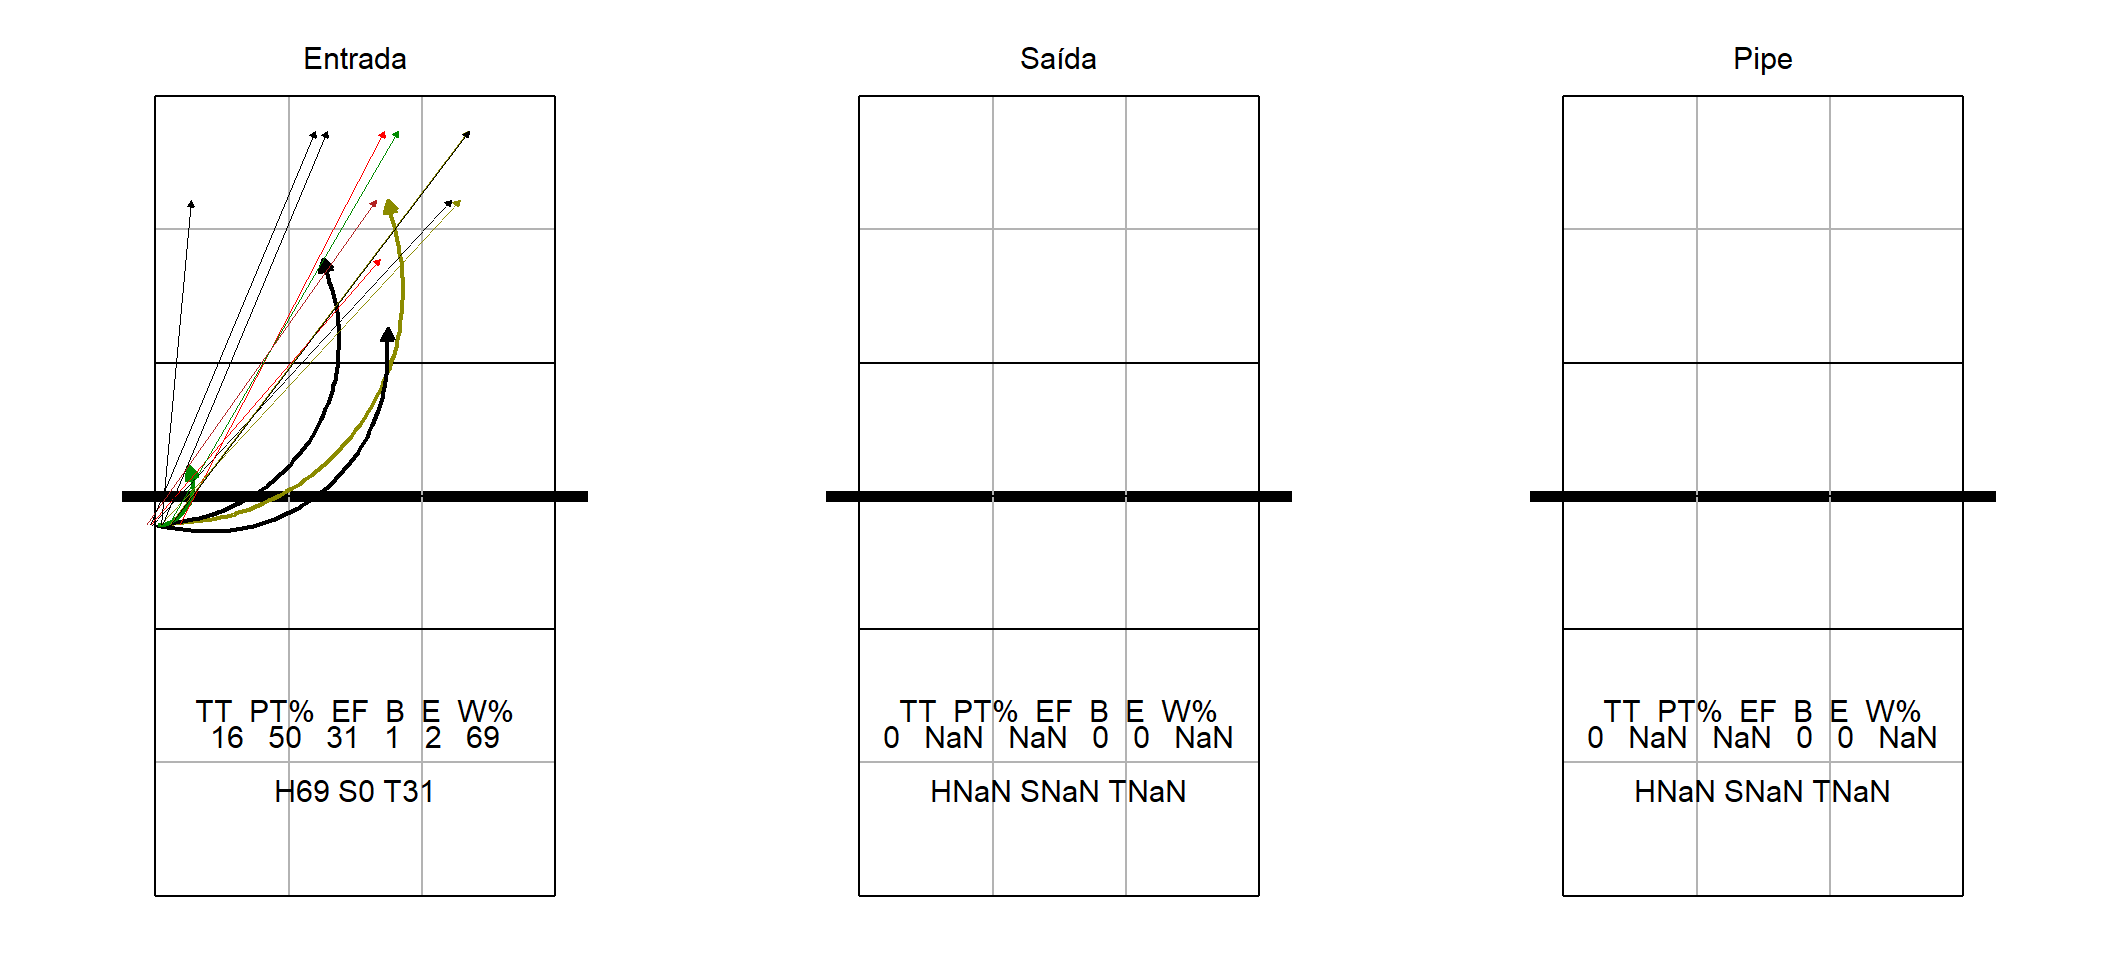 Entrada
TT PT% EF B E W%
16 50 31 1 2 69
H69 S0 T31
Saída
TT PT% EF B E W%
0 NaN NaN 0 0 NaN
HNaN SNaN TNaN
Pipe
TT PT% EF B E W%
0 NaN NaN 0 0 NaN
HNaN SNaN TNaN